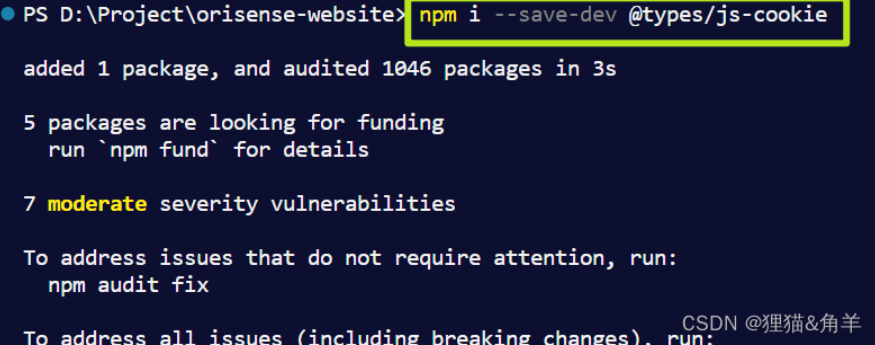 PS D:\Project\orisense-website> npm i --save-dev @types/js-cookie
added 1 package, and audited 1046 packages in 3s
5 packages are looking for funding
run `npm fund` for details
7 moderate severity vulnerabilities
To address issues that do not require attention, run:
npm audit fix
To address all issues (including breaking changes), run:
CSDN @狸猫&角羊